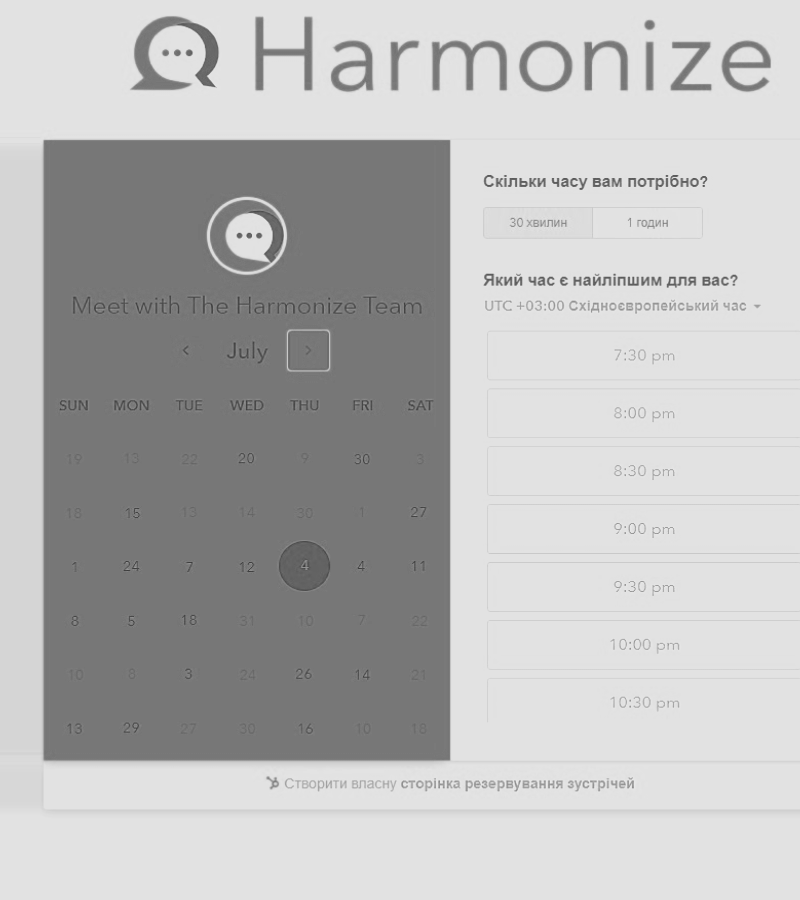 Harmonize
Meet with The Harmonize Team
July
SUN MON TUE WED THU FRI SAT
19 13 22 20 9 30 3
18 15 13 14 30 1 27
1 24 7 12 4 4 11
8 5 18 31 10 7 22
10 8 3 24 26 14 21
13 29 27 30 16 10 18
Скільки часу вам потрібно?
30 хвилин 1 годин
Який час є найліпшим для вас?
UTC +03:00 Східноєвропейський час
7:30 pm
8:00 pm
8:30 pm
9:00 pm
9:30 pm
10:00 pm
10:30 pm
Створити власну сторінка резервування зустрічей